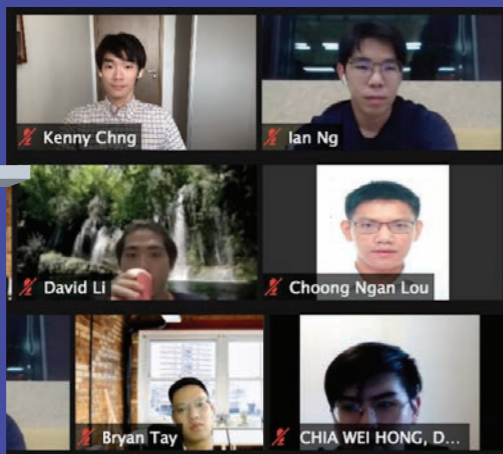 Kenny Chng
Ian Ng
David Li
Choong Ngan Lou
Bryan Tay
CHIA WEI HONG, D...